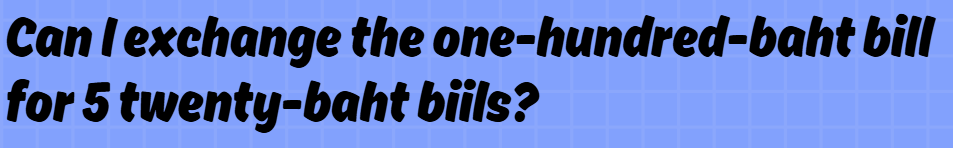 Can I exchange the one-hundred-baht bill
for 5 twenty-baht biils?